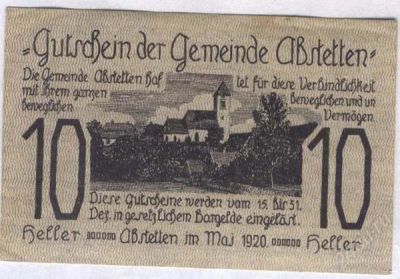 „Gutschein der Gemeinde Abstetten“
Die Gemeinde Abstetten haf tet für diese Verbindlichkeit
mit ihrem ganzen Beweglichen und un
beweglichen Vermögen.
10 10
Diese Gutscheine werden vom 15. bis 31.
Dez. in gesetzlichem Bargelde eingelöst.
Heller Abstetten im Mai 1920. Heller